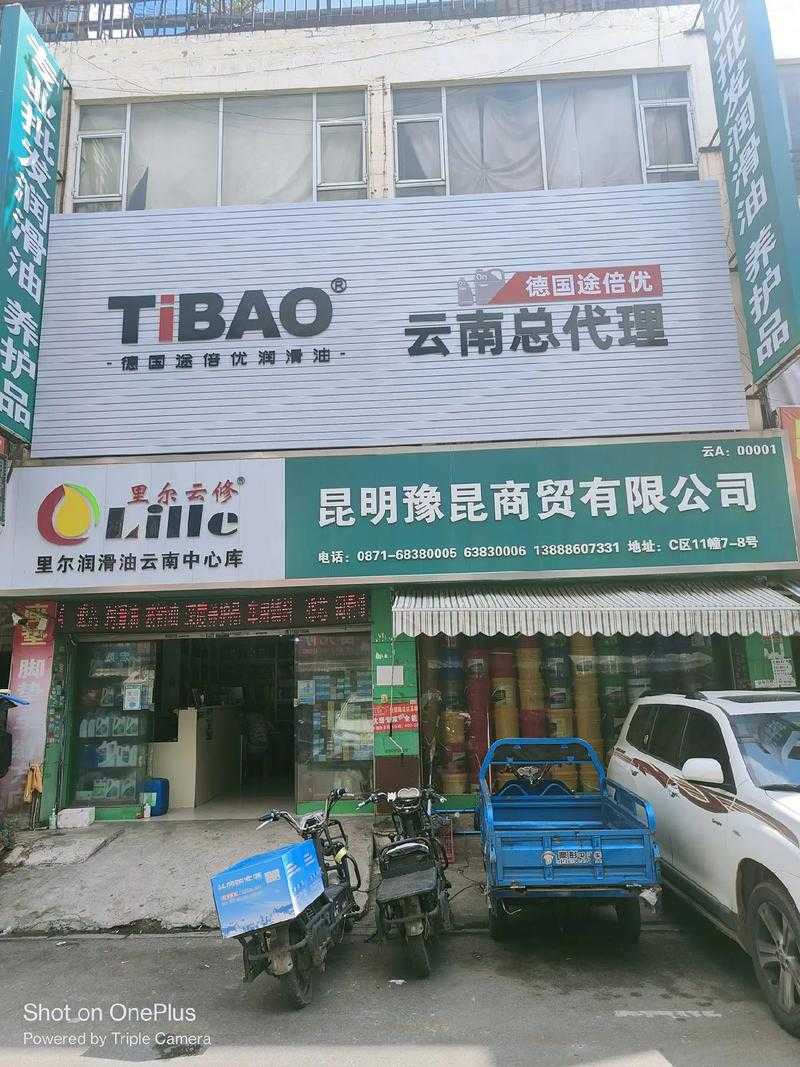 专业批发润滑油 养护品
业批发润滑油 养护品
TiBAO®
-德国途倍优润滑油-
德国途倍优
云南总代理
云A: 00001
里尔云修®
Lille
里尔润滑油云南中心库
昆明豫昆商贸有限公司
电话: 0871-68380005 63830006 13888607331 地址: C区11幢7-8号
Shot on OnePlus
Powered by Triple Camera